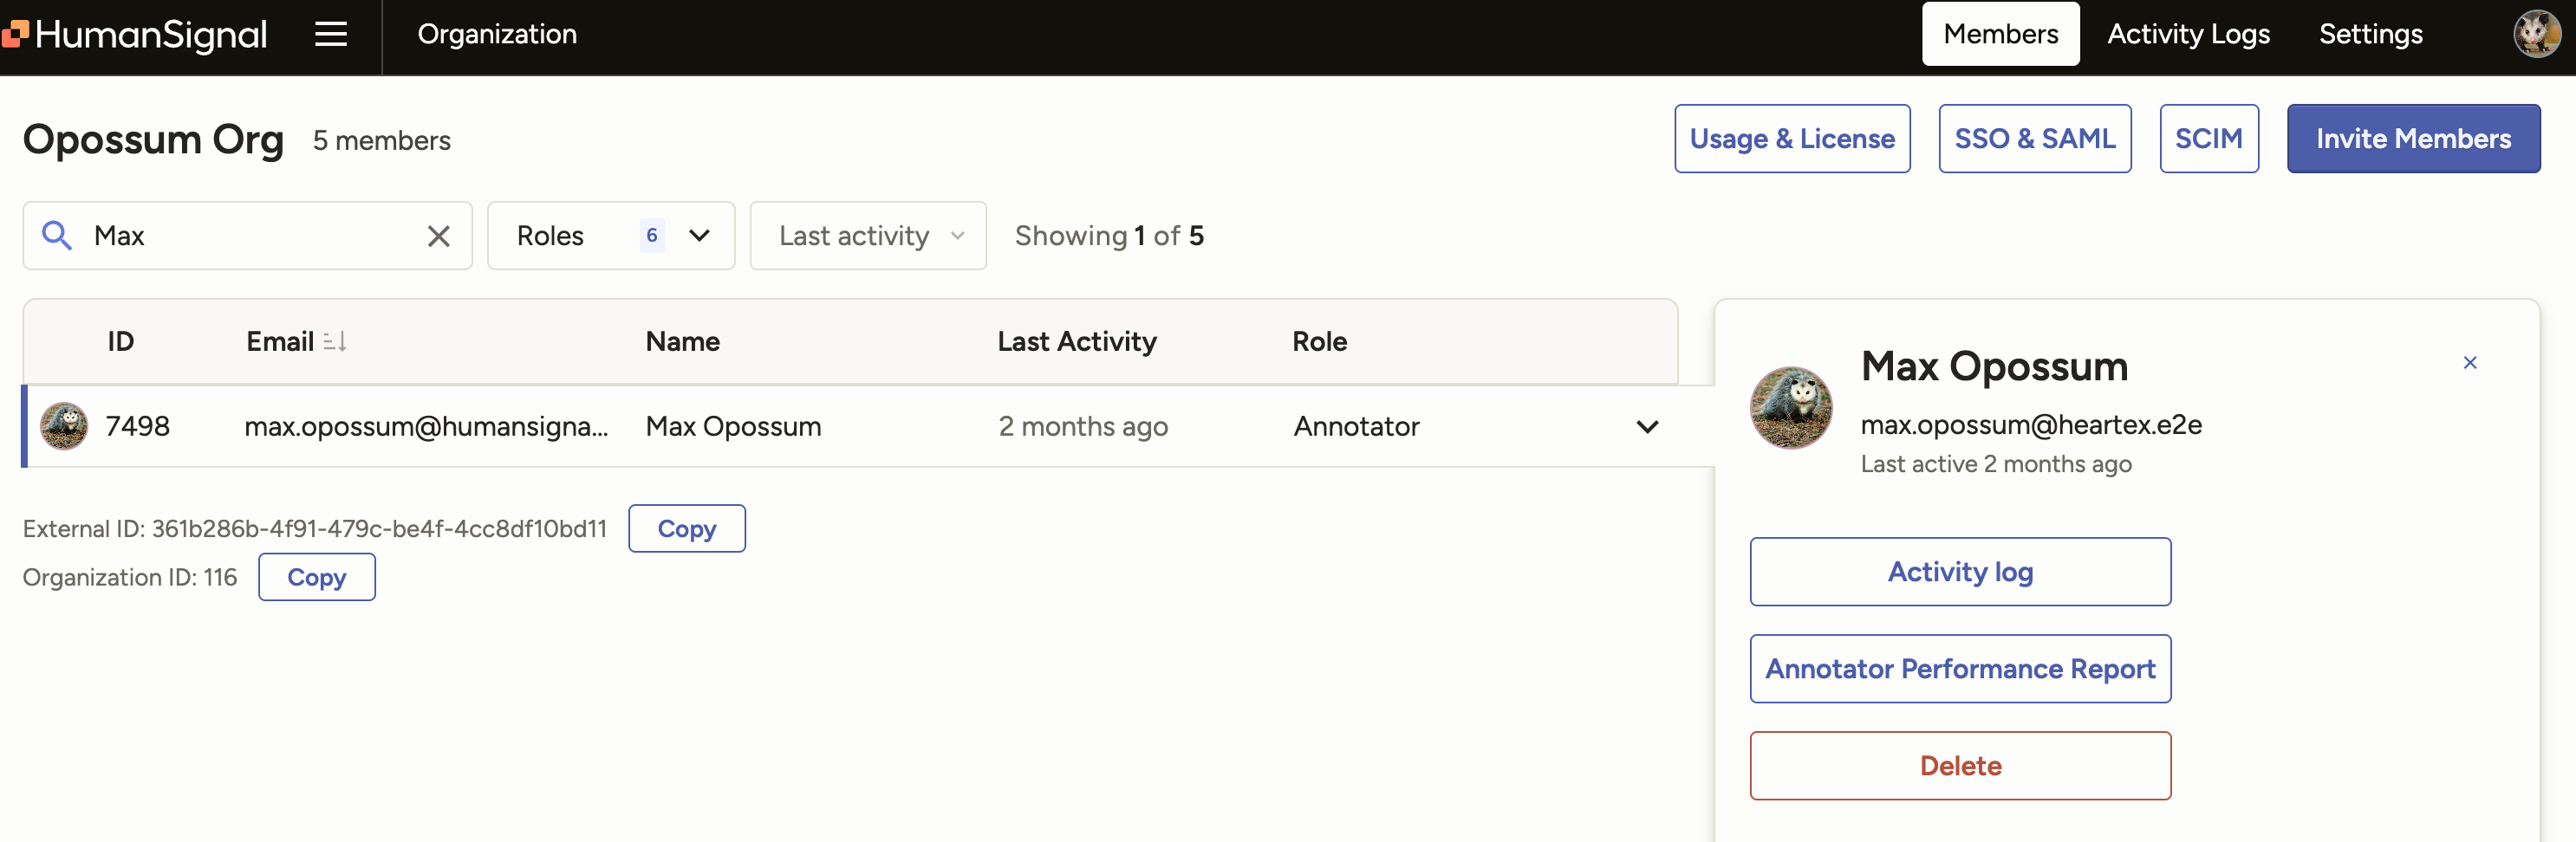 HumanSignal Organization Members Activity Logs Settings
Opossum Org 5 members Usage & License SSO & SAML SCIM Invite Members
Max Roles 6 Last activity Showing 1 of 5
ID Email Name Last Activity Role
7498 max.opossum@humansigna... Max Opossum 2 months ago Annotator
External ID: 361b286b-4f91-479c-be4f-4cc8df10bd11 Copy
Organization ID: 116 Copy
Max Opossum
max.opossum@heartex.e2e
Last active 2 months ago
Activity log
Annotator Performance Report
Delete